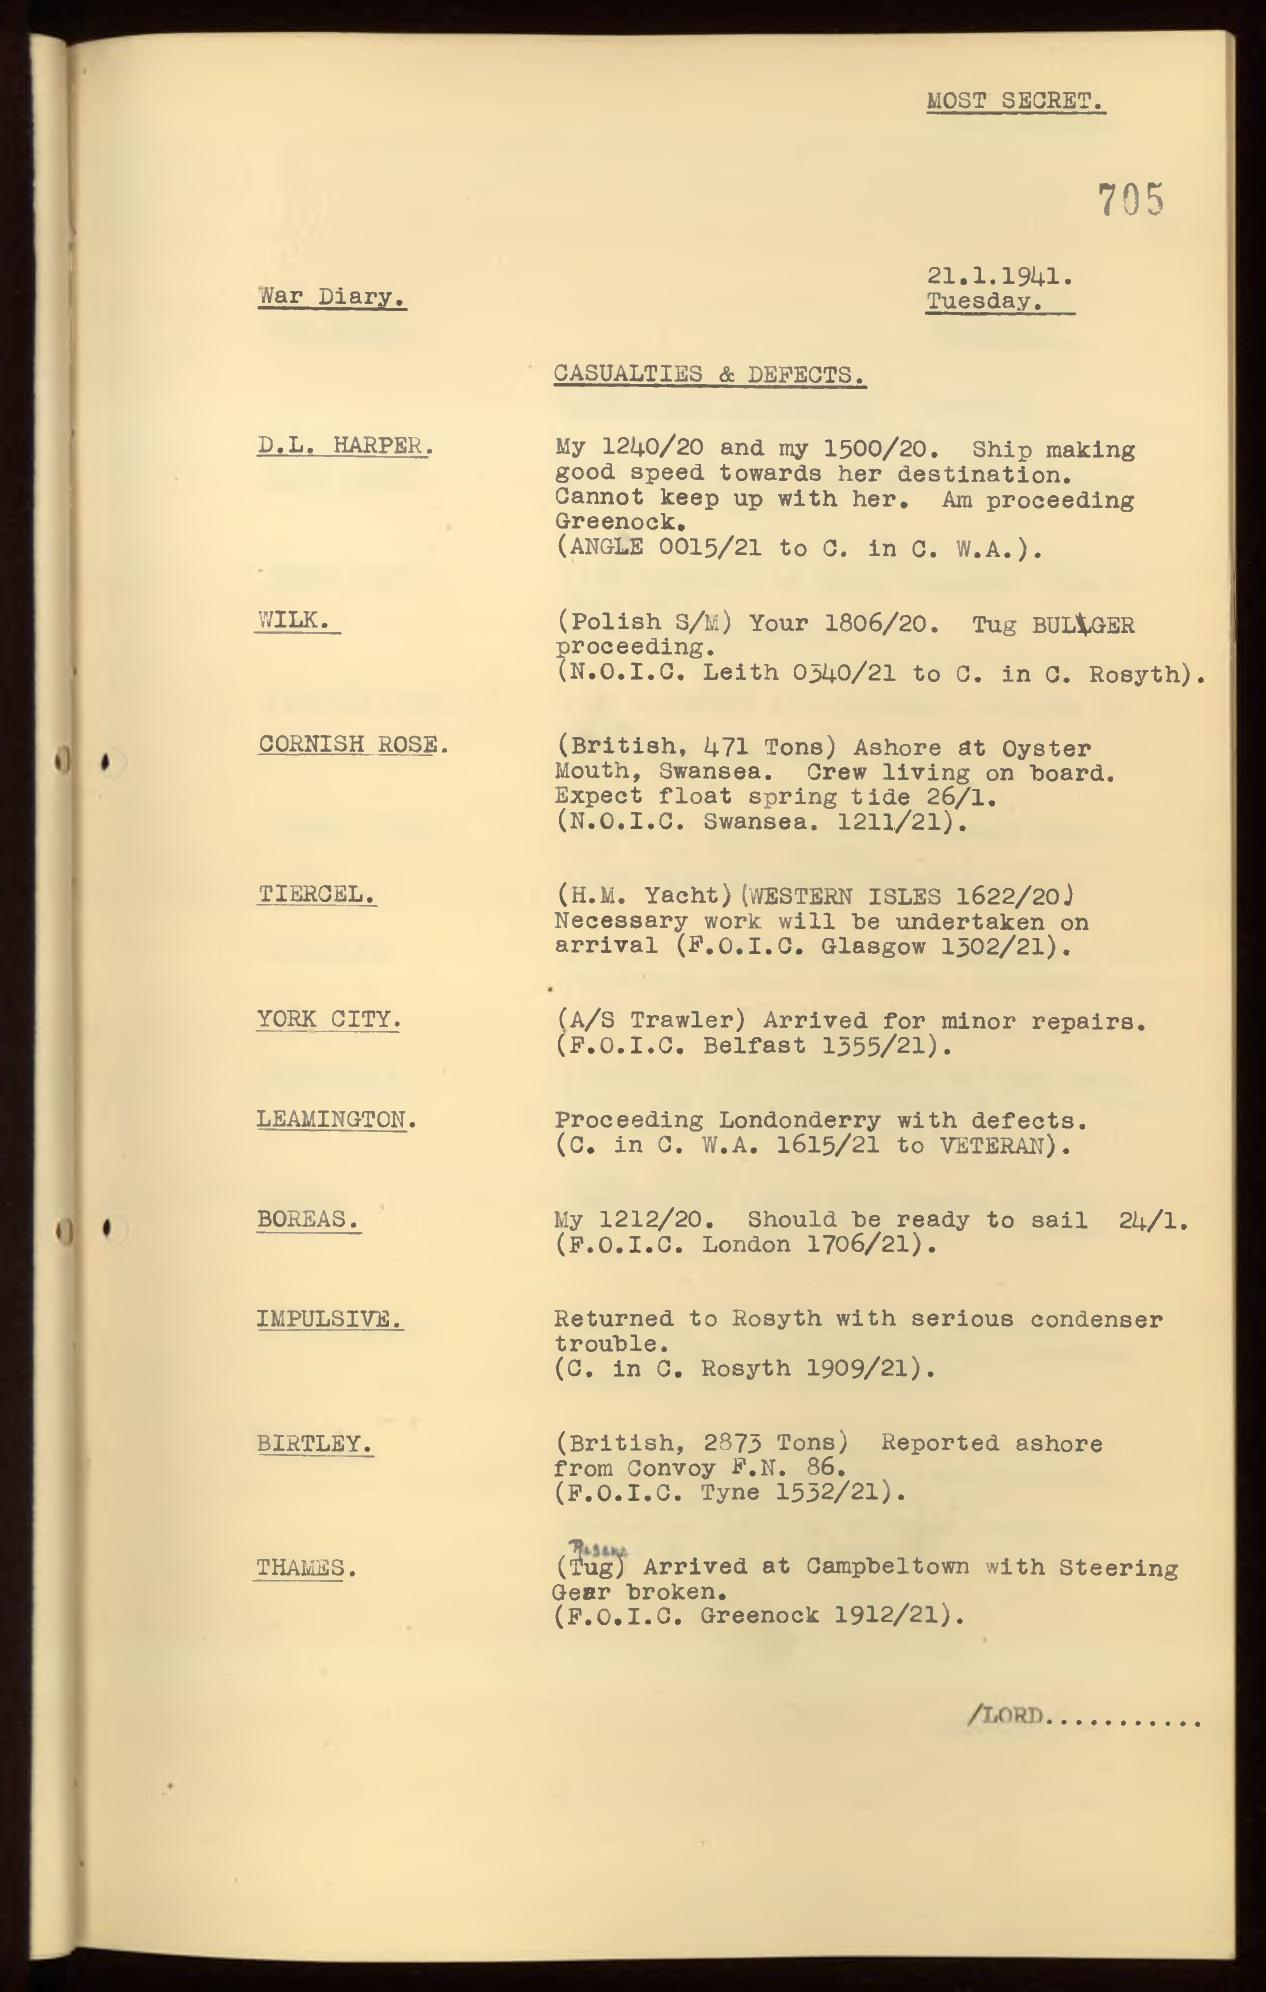 MOST SECRET.
705
21.1.1941.
War Diary.
Tuesday.
CASUALTIES & DEFECTS.
D.L. HARPER. My 1240/20 and my 1500/20. Ship making
good speed towards her destination.
Cannot keep up with her. Am proceeding
Greenock.
(ANGLE 0015/21 to C. in C. W.A.).
WILK. (Polish S/M) Your 1806/20. Tug BULLGER
proceeding.
(N.O.I.C. Leith 0340/21 to C. in C. Rosyth).
CORNISH ROSE. (British, 471 Tons) Ashore at Oyster
Mouth, Swansea. Crew living on board.
Expect float spring tide 26/1.
(N.O.I.C. Swansea. 1211/21).
TIERCEL. (H.M. Yacht) (WESTERN ISLES 1622/20)
Necessary work will be undertaken on
arrival (F.O.I.C. Glasgow 1302/21).
YORK CITY. (A/S Trawler) Arrived for minor repairs.
(F.O.I.C. Belfast 1355/21).
LEAMINGTON. Proceeding Londonderry with defects.
(C. in C. W.A. 1615/21 to VETERAN).
BOREAS. My 1212/20. Should be ready to sail 24/1.
(F.O.I.C. London 1706/21).
IMPULSIVE. Returned to Rosyth with serious condenser
trouble.
(C. in C. Rosyth 1909/21).
BIRTLEY. (British, 2873 Tons) Reported ashore
from Convoy F.N. 86.
(F.O.I.C. Tyne 1532/21).
THAMES. (Tug) Arrived at Campbeltown with Steering
Gear broken.
(F.O.I.C. Greenock 1912/21).
/LORD...........